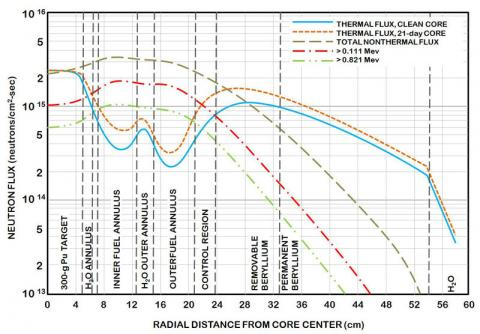 10 16
5
2
10 15
5
2
10 14
5
2
10 13
NEUTRON FLUX (neutrons/cm²-sec)
THERMAL FLUX, CLEAN CORE
THERMAL FLUX, 21-day CORE
TOTAL NONTHERMAL FLUX
> 0.111 Mev
> 0.821 Mev
300-g Pu TARGET
H₂O ANNULUS
INNER FUEL ANNULUS
H₂O OUTER ANNULUS
OUTER FUEL ANNULUS
CONTROL REGION
REMOVABLE
BERYLLIUM
PERMANENT
BERYLLIUM
H₂O
0 4 8 12 16 20 24 28 32 36 40 44 48 52 56 60
RADIAL DISTANCE FROM CORE CENTER (cm)